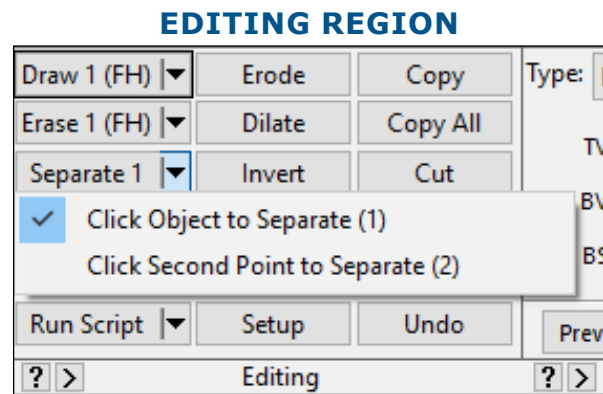 EDITING REGION
Draw 1 (FH) Erode Copy Type:
Erase 1 (FH) Dilate Copy All
Separate 1 Invert Cut
Click Object to Separate (1)
Click Second Point to Separate (2)
Run Script Setup Undo
? > Editing ? >